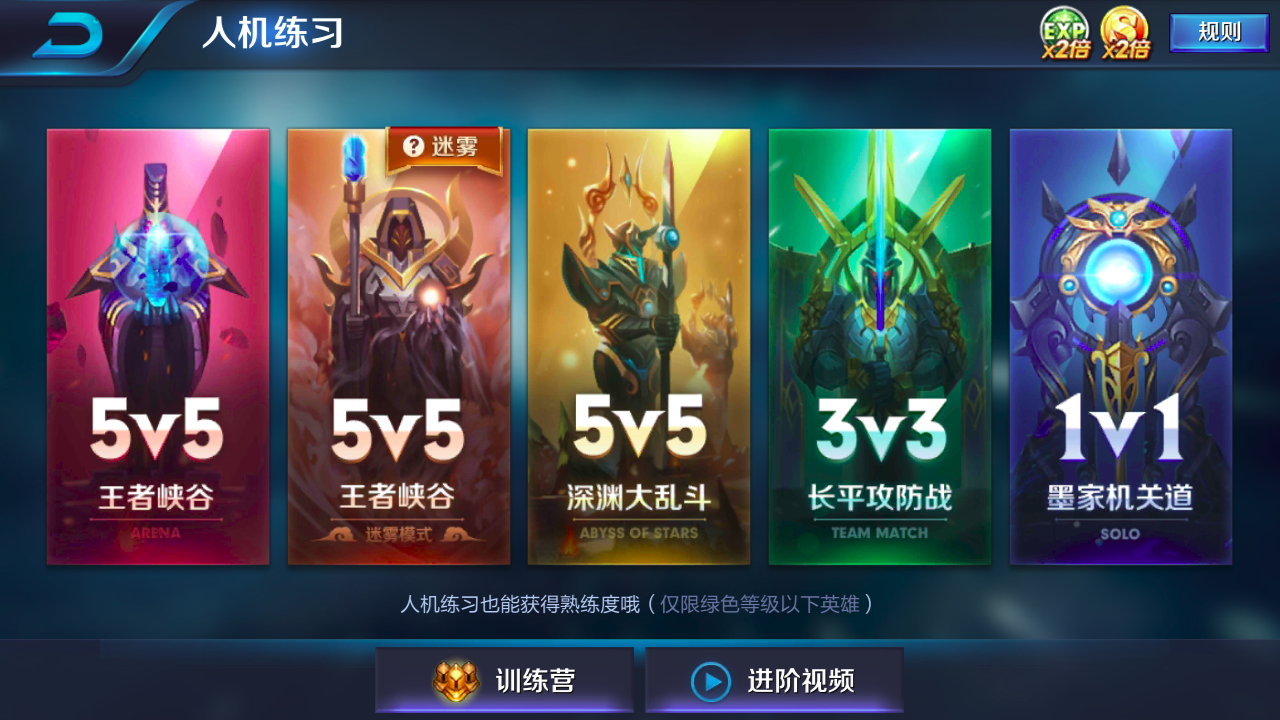 人机练习
EXP
x2倍
S
x2倍
规则
5v5
王者峡谷
ARENA
? 迷雾
5v5
王者峡谷
迷雾模式
5v5
深渊大乱斗
ABYSS OF STARS
3v3
长平攻防战
TEAM MATCH
1v1
墨家机关道
SOLO
人机练习也能获得熟练度哦(仅限绿色等级以下英雄)
训练营
进阶视频